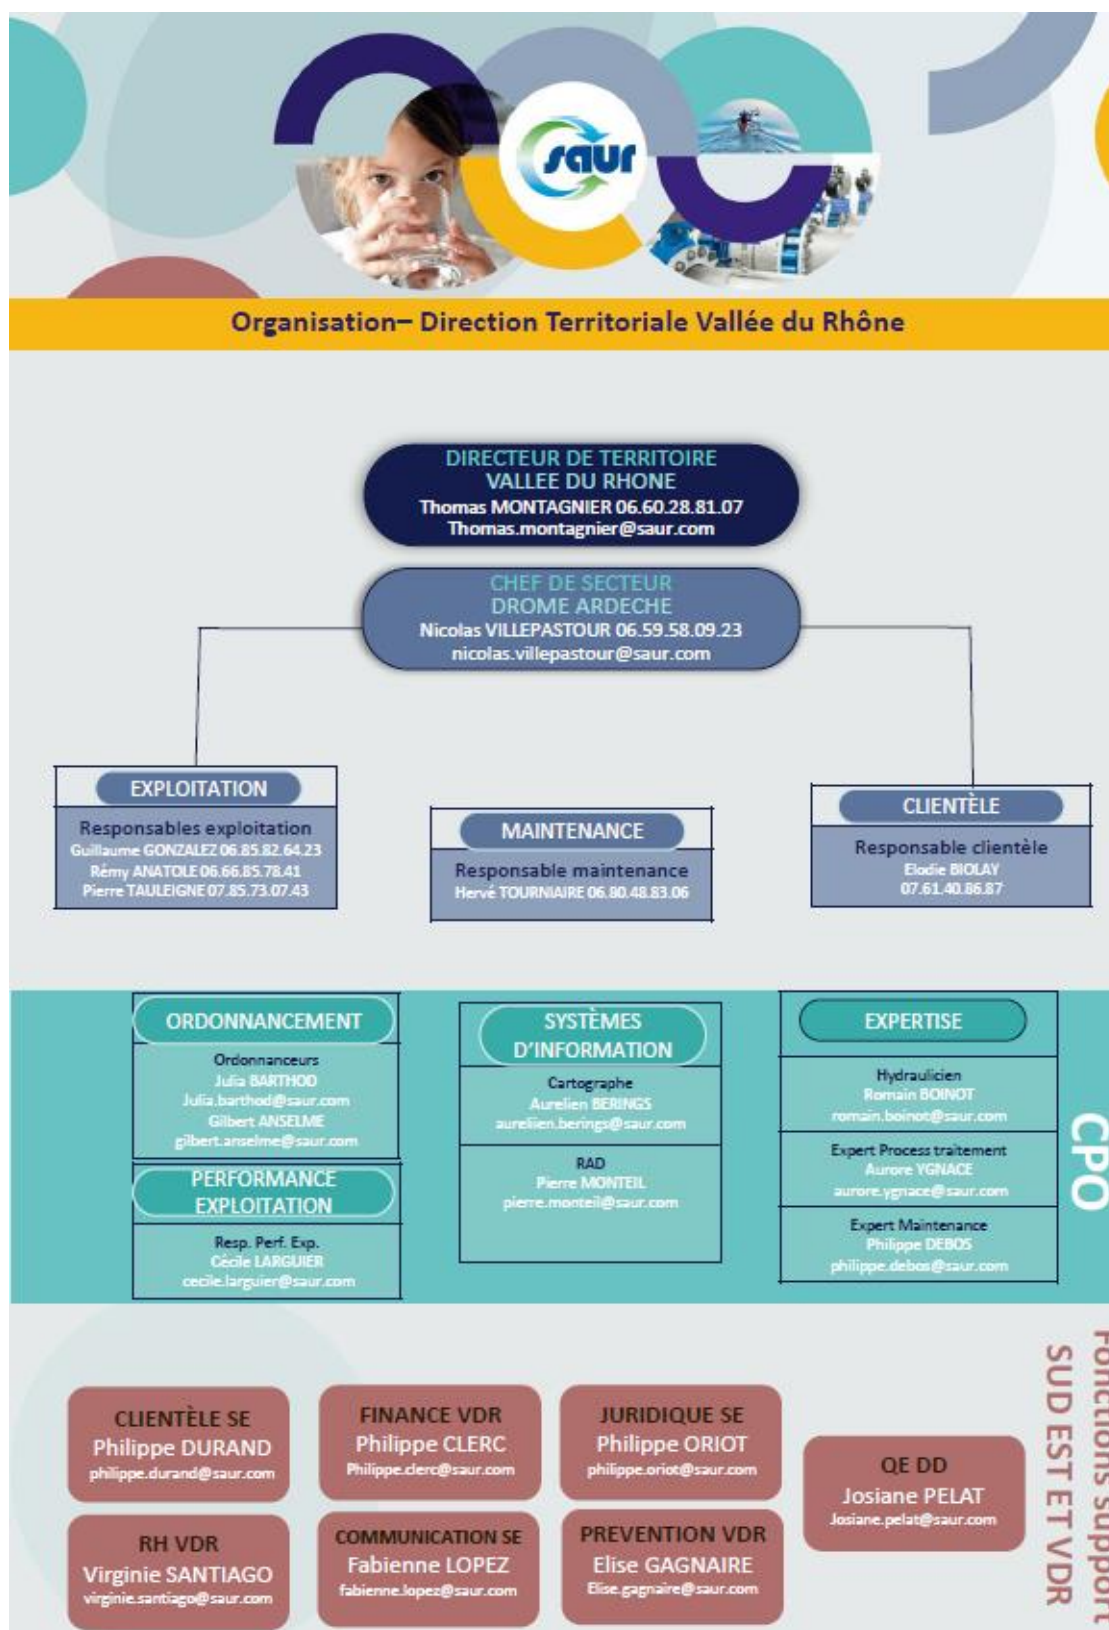 saur
Organisation– Direction Territoriale Vallée du Rhône
DIRECTEUR DE TERRITOIRE
VALLEE DU RHONE
Thomas MONTAGNIER 06.60.28.81.07
Thomas.montagnier@saur.com
CHEF DE SECTEUR
DROME ARDECHE
Nicolas VILLEPASTOUR 06.59.58.09.23
nicolas.villepastour@saur.com
EXPLOITATION
Responsables exploitation
Guillaume GONZALEZ 06.85.82.64.23
Rémy ANATOLE 06.66.85.78.41
Pierre TAULEIGNE 07.85.73.07.43
MAINTENANCE
Responsable maintenance
Hervé TOURNIAIRE 06.80.48.83.06
CLIENTÈLE
Responsable clientèle
Elodie BIOLAY
07.61.40.86.87
CPO
ORDONNANCEMENT
Ordonnanceurs
Julia BARTHOD
Julia.barthod@saur.com
Gilbert ANSELME
gilbert.anselme@saur.com
PERFORMANCE
EXPLOITATION
Resp. Perf. Exp.
Cécile LARGUIER
cecile.larguier@saur.com
SYSTÈMES
D'INFORMATION
Cartographe
Aurelien BERINGS
aureliien.berings@saur.com
RAD
Pierre MONTEIL
pierre.monteil@saur.com
EXPERTISE
Hydraulicien
Romain BOINOT
romain.boinot@saur.com
Expert Process traitement
Aurore YGNACE
aurore.ygnace@saur.com
Expert Maintenance
Philippe DEBOS
philippe.debos@saur.com
Fonctions support
SUD EST ET VDR
CLIENTÈLE SE
Philippe DURAND
philippe.durand@saur.com
FINANCE VDR
Philippe CLERC
Philippe.clerc@saur.com
JURIDIQUE SE
Philippe ORIOT
philippe.oriot@saur.com
QE DD
Josiane PELAT
Josiane.pelat@saur.com
RH VDR
Virginie SANTIAGO
virginie.santiago@saur.com
COMMUNICATION SE
Fabienne LOPEZ
fabienne.lopez@saur.com
PREVENTION VDR
Elise GAGNAIRE
Elise.gagnaire@saur.com